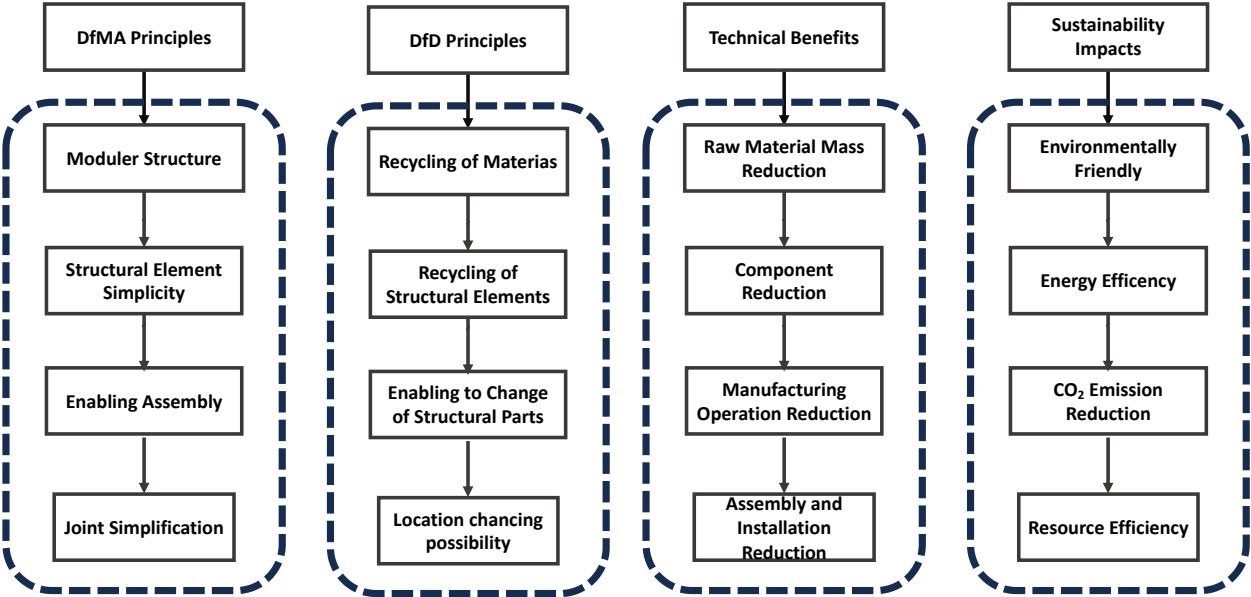 DfMA Principles
Moduler Structure
Structural Element
Simplicity
Enabling Assembly
Joint Simplification
DfD Principles
Recycling of Materias
Recycling of
Structural Elements
Enabling to Change
of Structural Parts
Location chancing
possibility
Technical Benefits
Raw Material Mass
Reduction
Component
Reduction
Manufacturing
Operation Reduction
Assembly and
Installation
Reduction
Sustainability
Impacts
Environmentally
Friendly
Energy Efficency
CO₂ Emission
Reduction
Resource Efficiency